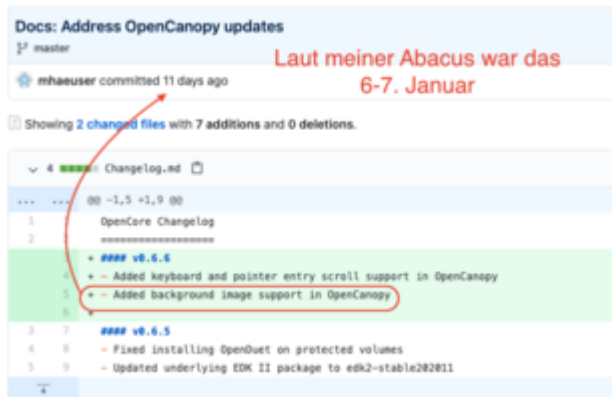 Docs: Address OpenCanopy updates
master
Laut meiner Abacus war das
6-7. Januar
mhaeuser committed 11 days ago
Showing 2 changed files with 7 additions and 0 deletions.
4 Changelog.md
... ... @@ -1,5 +1,9 @@
1 1 OpenCore Changelog
2 2 ==================
3 + #### v0.6.6
4 + - Added keyboard and pointer entry scroll support in OpenCanopy
5 + - Added background image support in OpenCanopy
6 +
3 7 #### v0.6.5
4 8 - Fixed installing OpenDuet on protected volumes
5 9 - Updated underlying EDK II package to edk2-stable202011